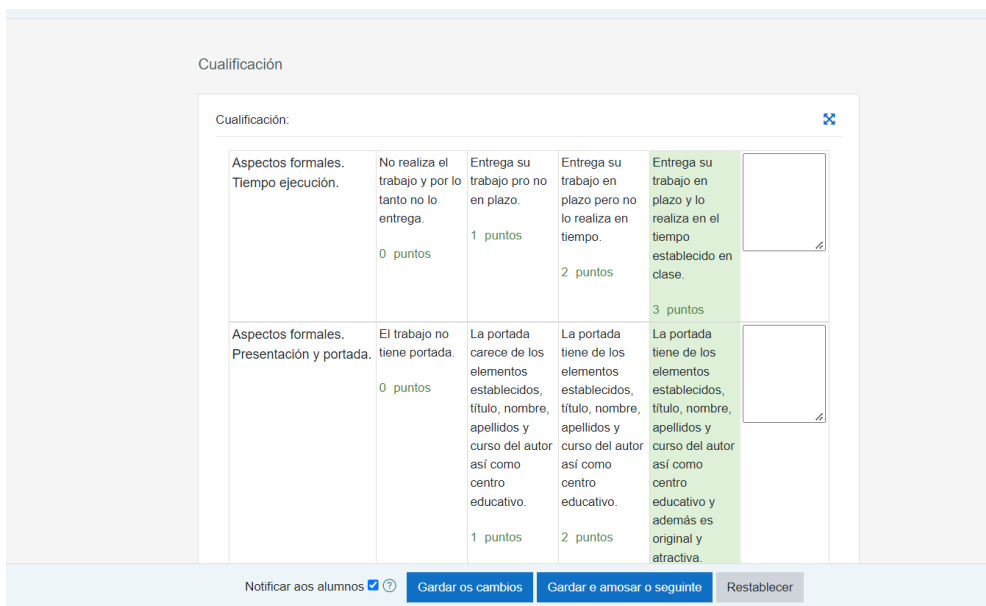 Cualificación
Cualificación:
Aspectos formales.
Tiempo ejecución.
No realiza el
trabajo y por lo
tanto no lo
entrega.
0 puntos
Entrega su
trabajo pro no
en plazo.
1 puntos
Entrega su
trabajo en
plazo pero no
lo realiza en
tiempo.
2 puntos
Entrega su
trabajo en
plazo y lo
realiza en el
tiempo
establecido en
clase.
3 puntos
Aspectos formales.
Presentación y portada.
El trabajo no
tiene portada.
0 puntos
La portada
carece de los
elementos
establecidos,
título, nombre,
apellidos y
curso del autor
así como
centro
educativo.
1 puntos
La portada
tiene de los
elementos
establecidos,
título, nombre,
apellidos y
curso del autor
así como
centro
educativo.
2 puntos
La portada
tiene de los
elementos
establecidos,
título, nombre,
apellidos y
curso del autor
así como
centro
educativo y
además es
original y
atractiva.
Notificar aos alumnos
Gardar os cambios
Gardar e amosar o seguinte
Restablecer